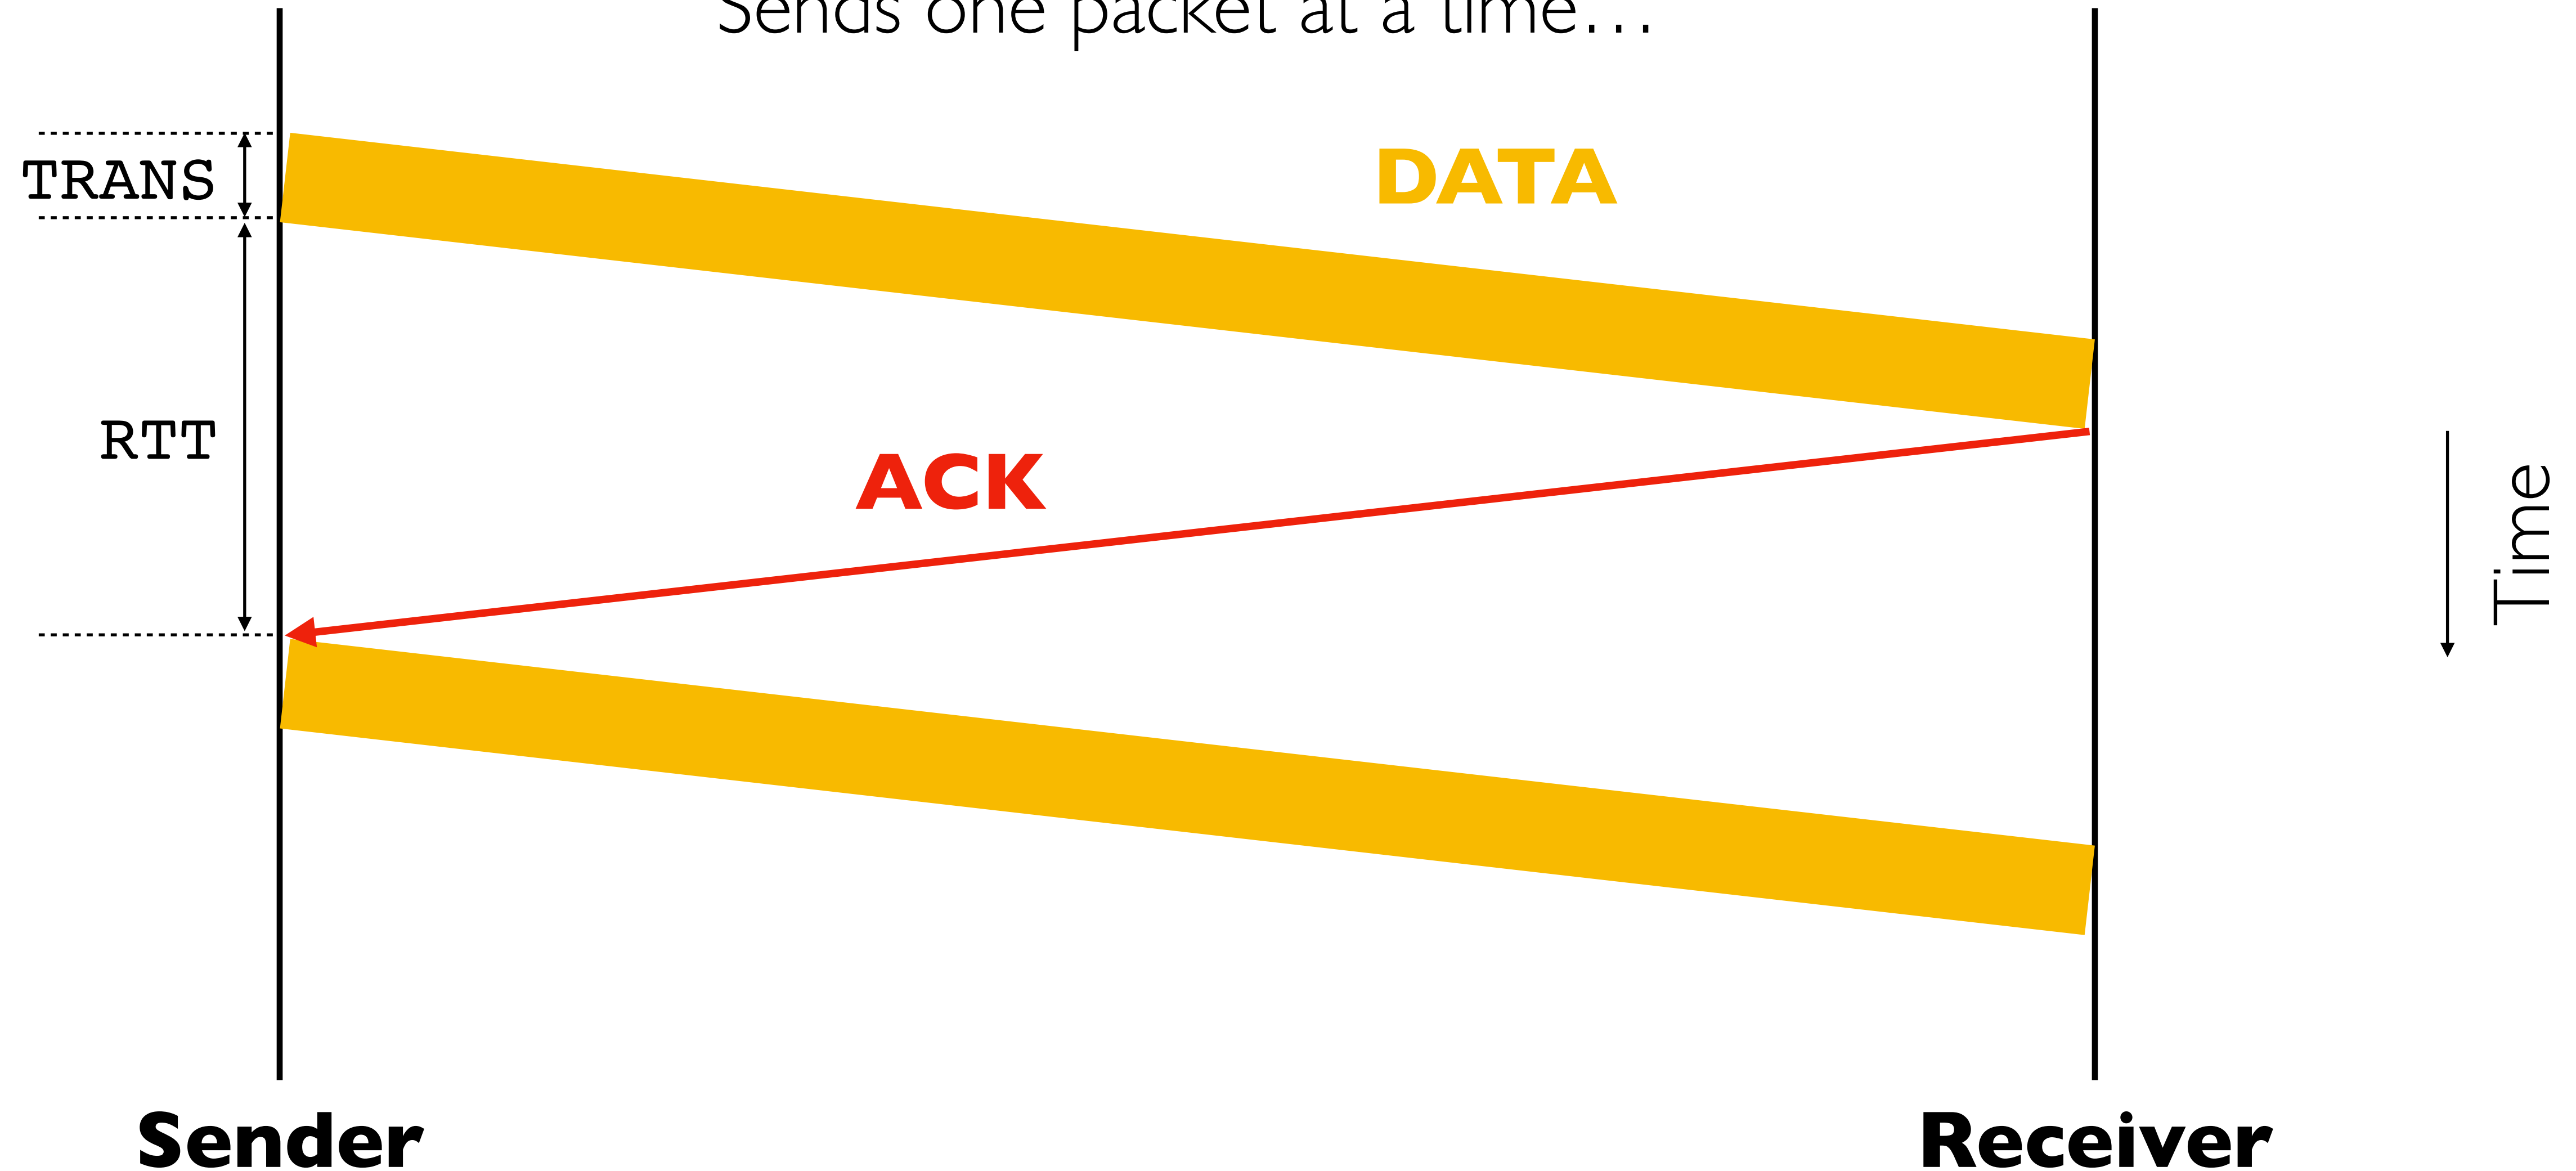 Sends one packet at a time…
DATA
TRANS
RTT
ACK
Time
Sender
Receiver